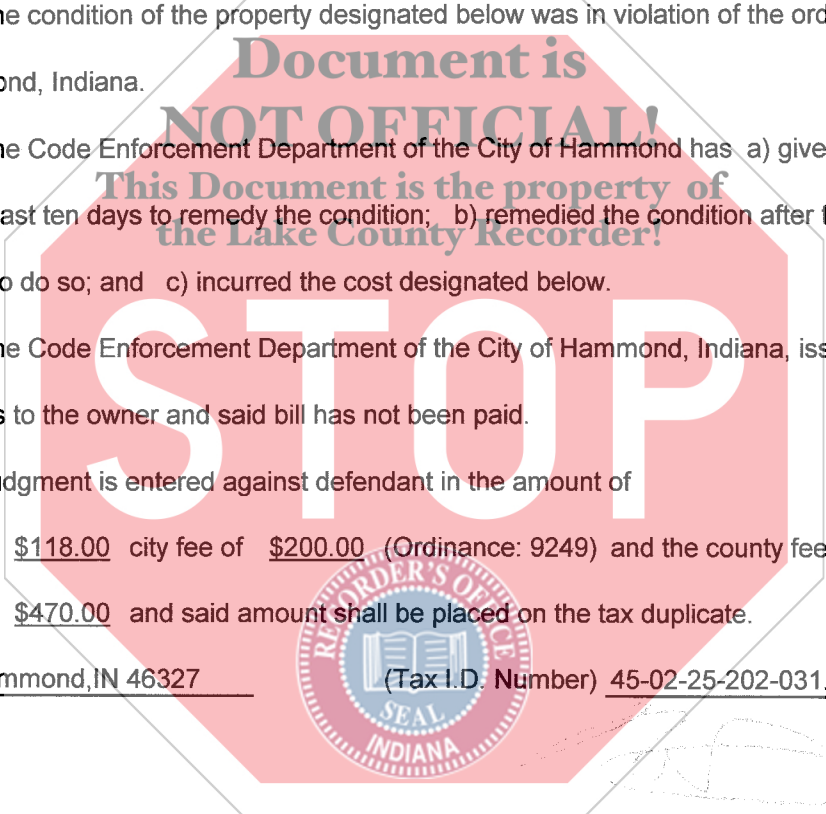 ne condition of the property designated below was in violation of the ord
Document is
ond, Indiana.
NOT OFFICIAL!
ne Code Enforcement Department of the City of Hammond has a) give
This Document is the property of
ast ten days to remedy the condition; b) remedied the condition after t
the Lake County Recorder!
o do so; and c) incurred the cost designated below.
STOP
ne Code Enforcement Department of the City of Hammond, Indiana, iss
s to the owner and said bill has not been paid.
dgment is entered against defendant in the amount of
$118.00 city fee of $200.00 (Ordinance: 9249) and the county fee
$470.00 and said amount shall be placed on the tax duplicate.
RECORDER'S OFFICE
mmond,IN 46327 (Tax I.D. Number) 45-02-25-202-031.
SEAL
INDIANA